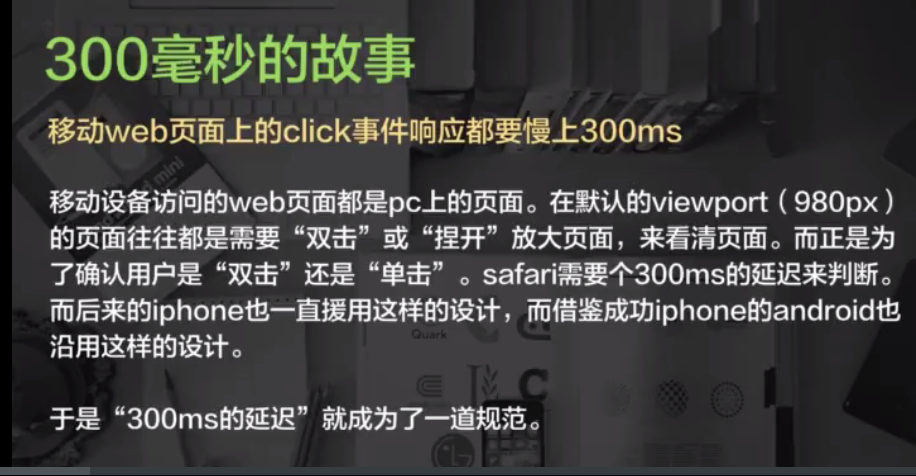 300毫秒的故事
移动web页面上的click事件响应都要慢上300ms
移动设备访问的web页面都是pc上的页面。在默认的viewport（980px）
的页面往往都是需要“双击”或“捏开”放大页面，来看清页面。而正是为
了确认用户是“双击”还是“单击”。safari需要个300ms的延迟来判断。
而后来的iphone也一直援用这样的设计，而借鉴成功iphone的android也
沿用这样的设计。
Quark
于是“300ms的延迟”就成为了一道规范。